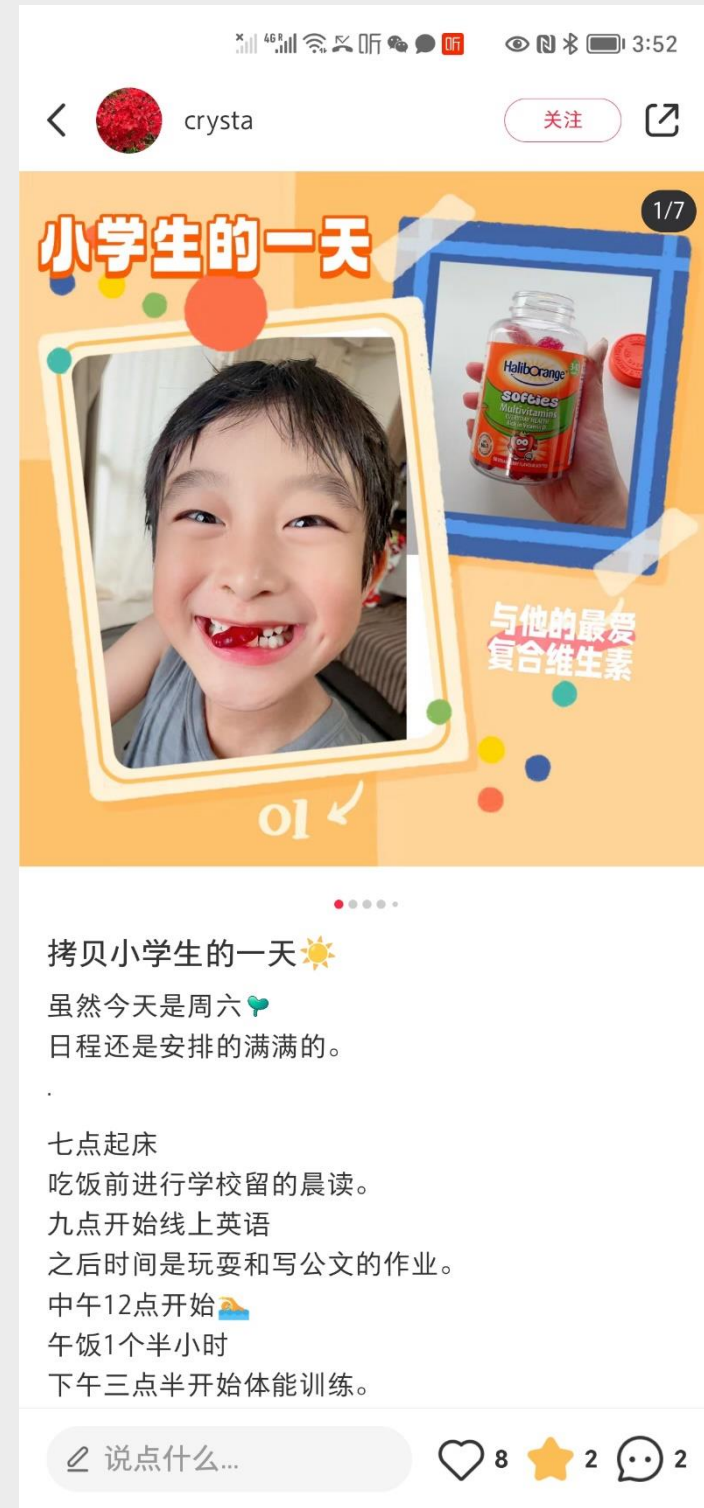 4G R 听 听 3:52
crysta 关注
1/7
小学生的一天
Haliborange
softies
Multivitamins
与他的最爱
复合维生素
01
拷贝小学生的一天☀️
虽然今天是周六
日程还是安排的满满的。
.
七点起床
吃饭前进行学校留的晨读。
九点开始线上英语
之后时间是玩耍和写公文的作业。
中午12点开始🏊
午饭1个半小时
下午三点半开始体能训练。
说点什么... 8 2 2